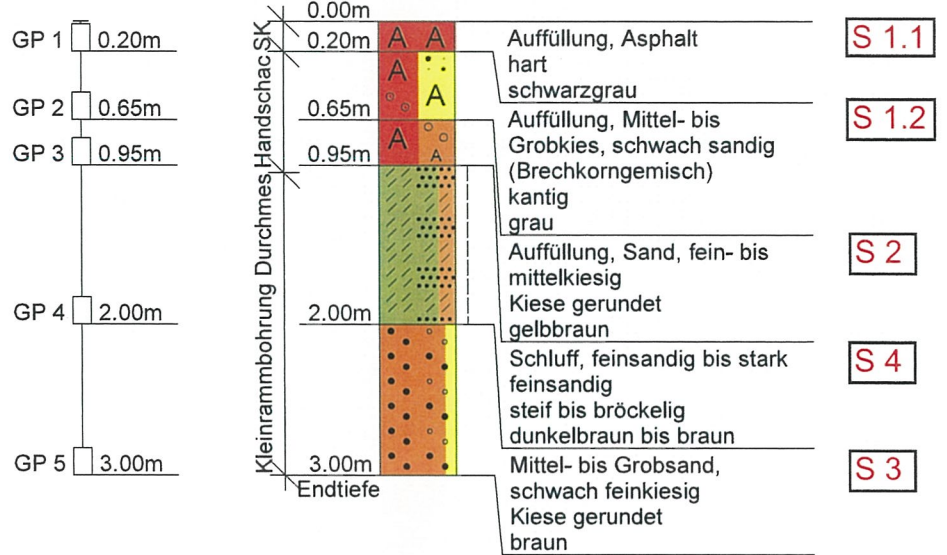 GP 1 0.20m
GP 2 0.65m
GP 3 0.95m
GP 4 2.00m
GP 5 3.00m
Kleinrammbohrung Durchmes Handschac SK
0.00m
0.20m
0.65m
0.95m
2.00m
3.00m
Endtiefe
A A
A
A
A
A
Auffüllung, Asphalt
hart
schwarzgrau
S 1.1
Auffüllung, Mittel- bis
Grobkies, schwach sandig
(Brechkorngemisch)
kantig
grau
S 1.2
Auffüllung, Sand, fein- bis
mittelkiesig
Kiese gerundet
gelbbraun
S 2
Schluff, feinsandig bis stark
feinsandig
steif bis bröckelig
dunkelbraun bis braun
S 4
Mittel- bis Grobsand,
schwach feinkiesig
Kiese gerundet
braun
S 3